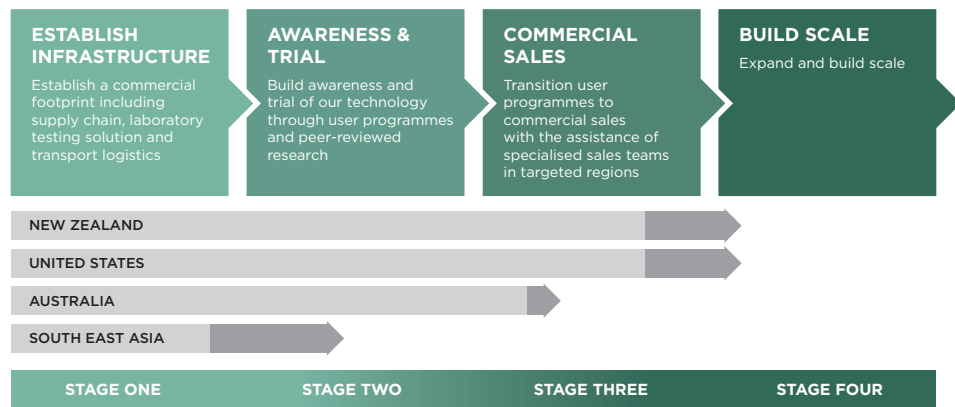 ESTABLISH
INFRASTRUCTURE
Establish a commercial
footprint including
supply chain, laboratory
testing solution and
transport logistics
AWARENESS &
TRIAL
Build awareness and
trial of our technology
through user programmes
and peer-reviewed
research
COMMERCIAL
SALES
Transition user
programmes to
commercial sales
with the assistance of
specialised sales teams
in targeted regions
BUILD SCALE
Expand and build scale
NEW ZEALAND
UNITED STATES
AUSTRALIA
SOUTH EAST ASIA
STAGE ONE
STAGE TWO
STAGE THREE
STAGE FOUR